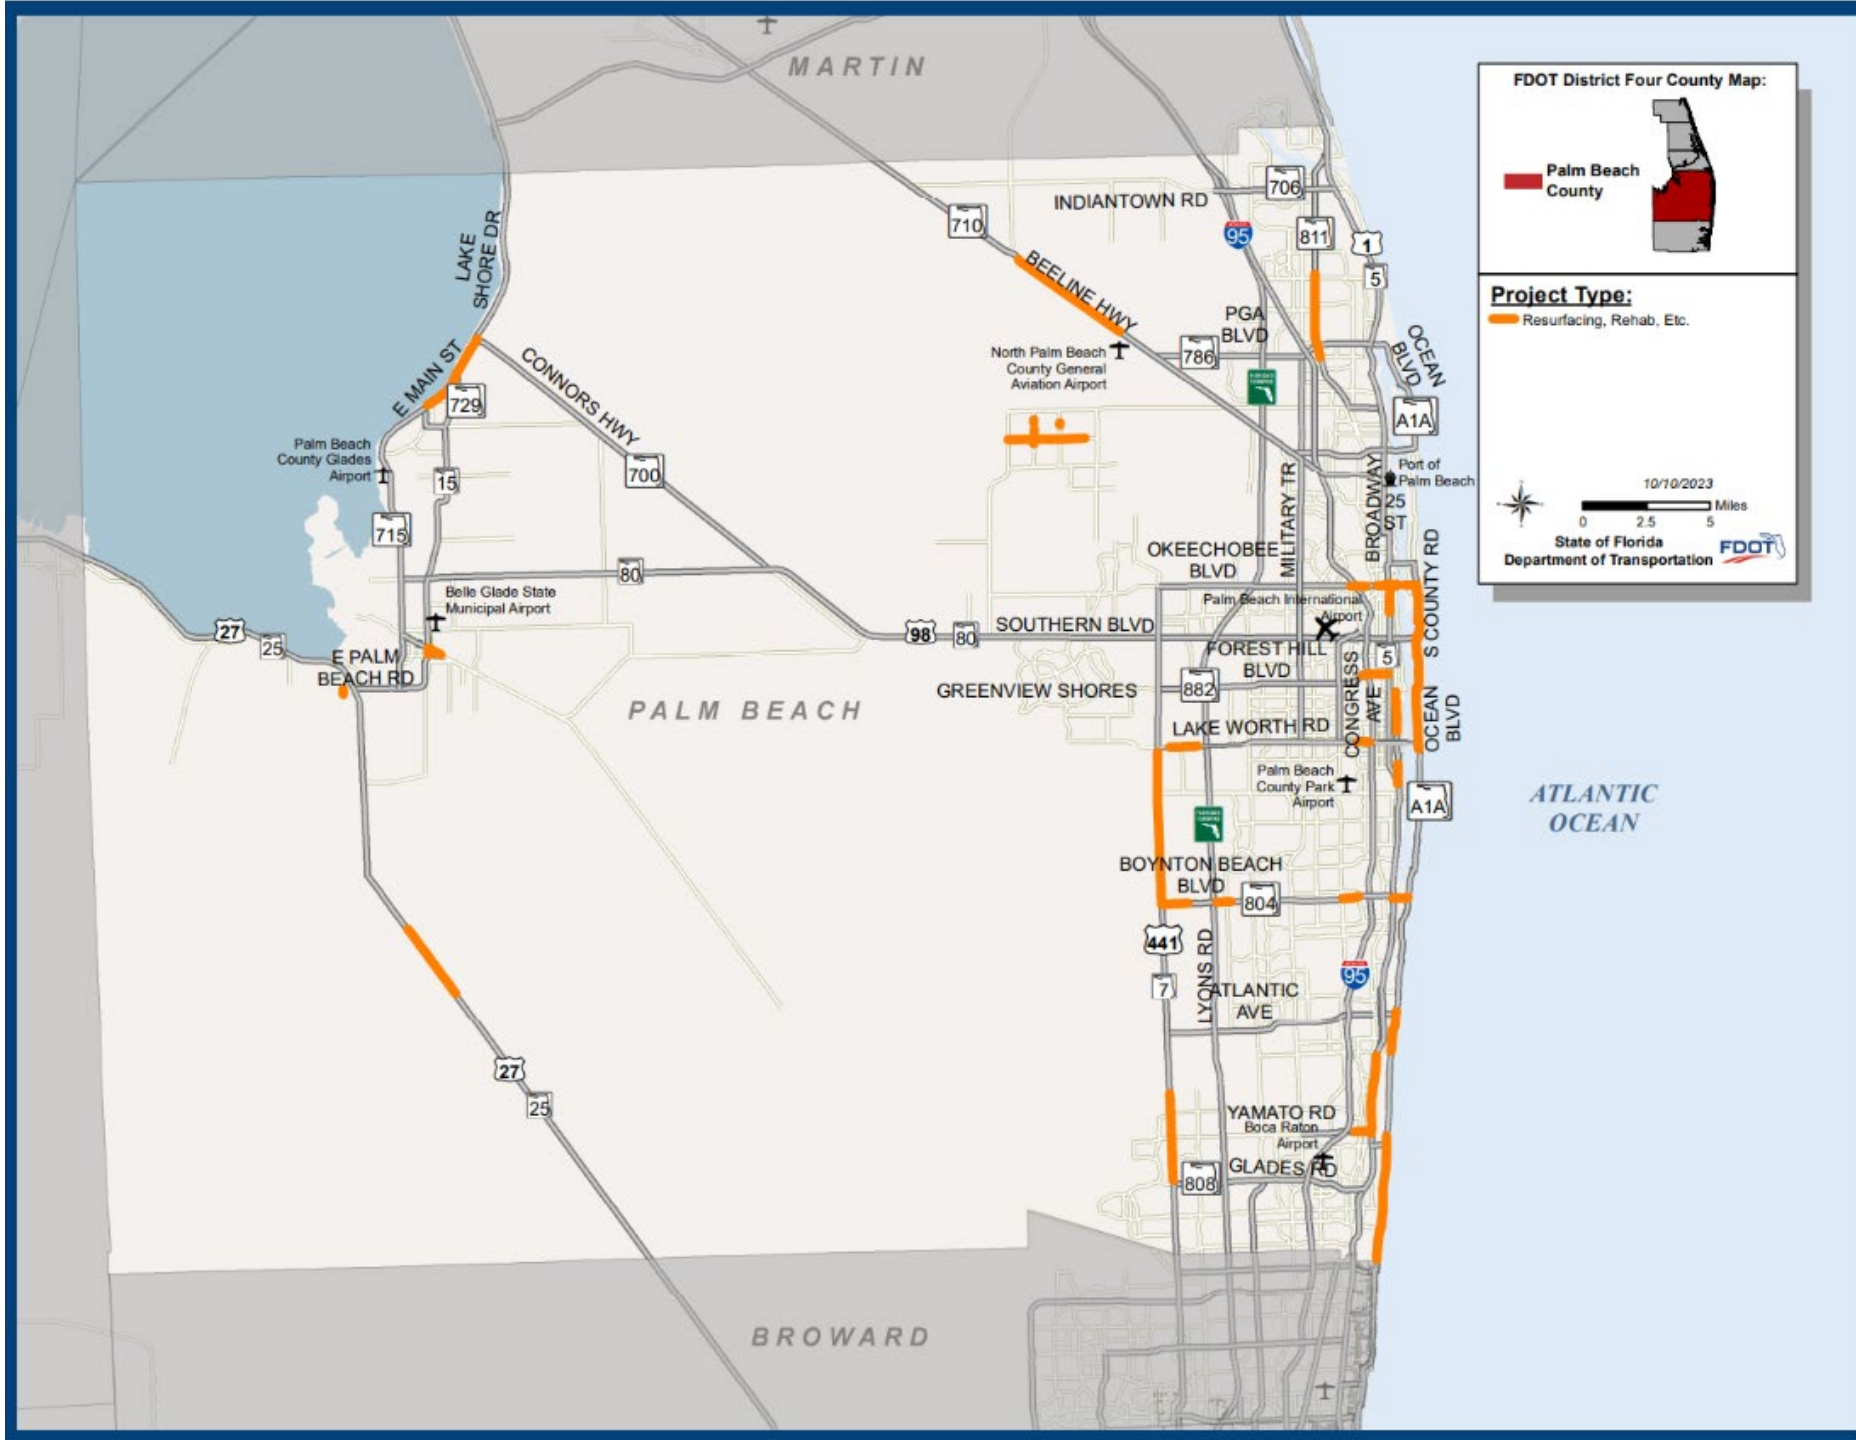 MARTIN
FDOT District Four County Map:
Palm Beach
County
Project Type:
Resurfacing, Rehab, Etc.
10/10/2023
Miles
0 2.5 5
State of Florida
Department of Transportation
FDOT
706
INDIANTOWN RD
710
95
811
1
5
LAKE
SHORE DR
BEELINE HWY
PGA
BLVD
786
OCEAN
BLVD
North Palm Beach
County General
Aviation Airport
E MAIN ST
CONNORS HWY
729
A1A
Palm Beach
County Glades
Airport
15
700
MILITARY TR
BROADWAY
Port of
Palm Beach
25
ST
715
OKEECHOBEE
BLVD
80
Belle Glade State
Municipal Airport
Palm Beach International
Airport
S COUNTY RD
27
25
98
80
SOUTHERN BLVD
FOREST HILL
BLVD
5
E PALM
BEACH RD
GREENVIEW SHORES
882
CONGRESS
AVE
OCEAN
BLVD
PALM BEACH
LAKE WORTH RD
Palm Beach
County Park
Airport
A1A
ATLANTIC
OCEAN
BOYNTON BEACH
BLVD
804
441
LYONS RD
95
7
ATLANTIC
AVE
27
25
YAMATO RD
Boca Raton
Airport
GLADES RD
808
BROWARD